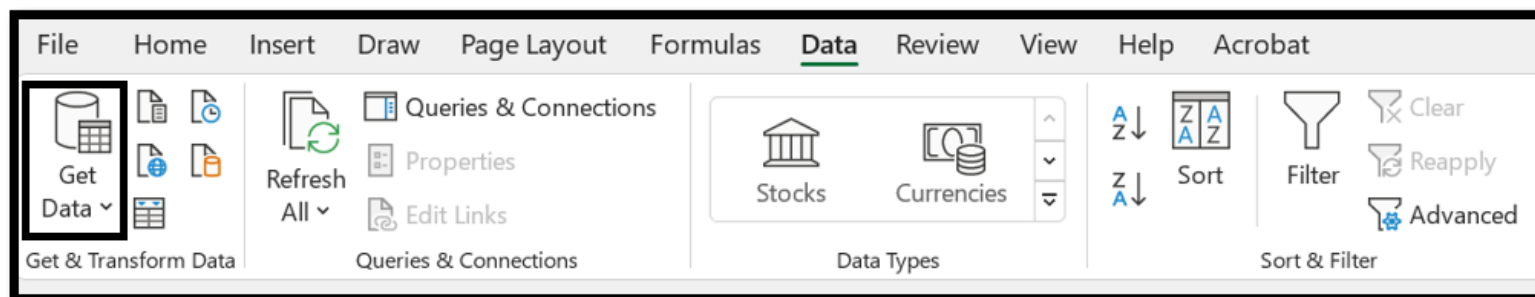 File Home Insert Draw Page Layout Formulas Data Review View Help Acrobat
Get
Data
Refresh
All
Queries & Connections
Properties
Edit Links
Stocks Currencies
A
Z
Z
A
Z A
A Z
Sort
Filter
Clear
Reapply
Advanced
Get & Transform Data Queries & Connections Data Types Sort & Filter